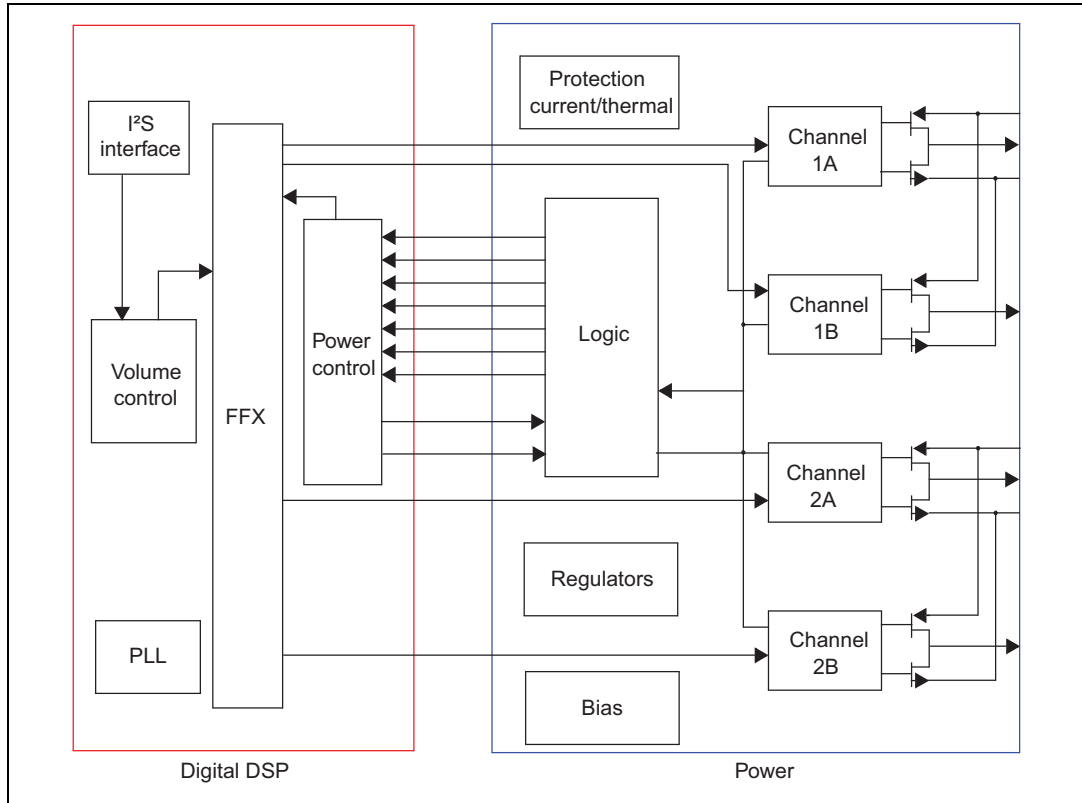 I²S
interface
Volume
control
PLL
FFX
Power
control
Digital DSP
Protection
current/thermal
Logic
Regulators
Bias
Channel
1A
Channel
1B
Channel
2A
Channel
2B
Power